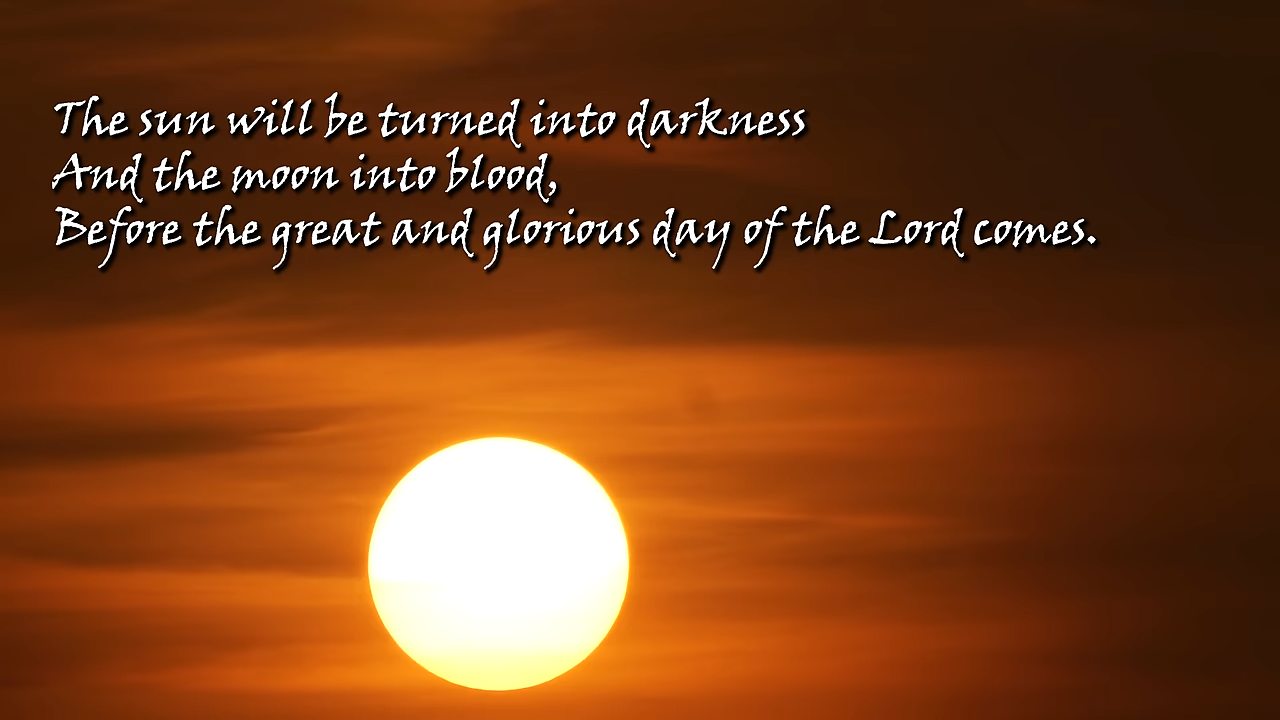 The sun will be turned into darkness
And the moon into blood,
Before the great and glorious day of the Lord comes.